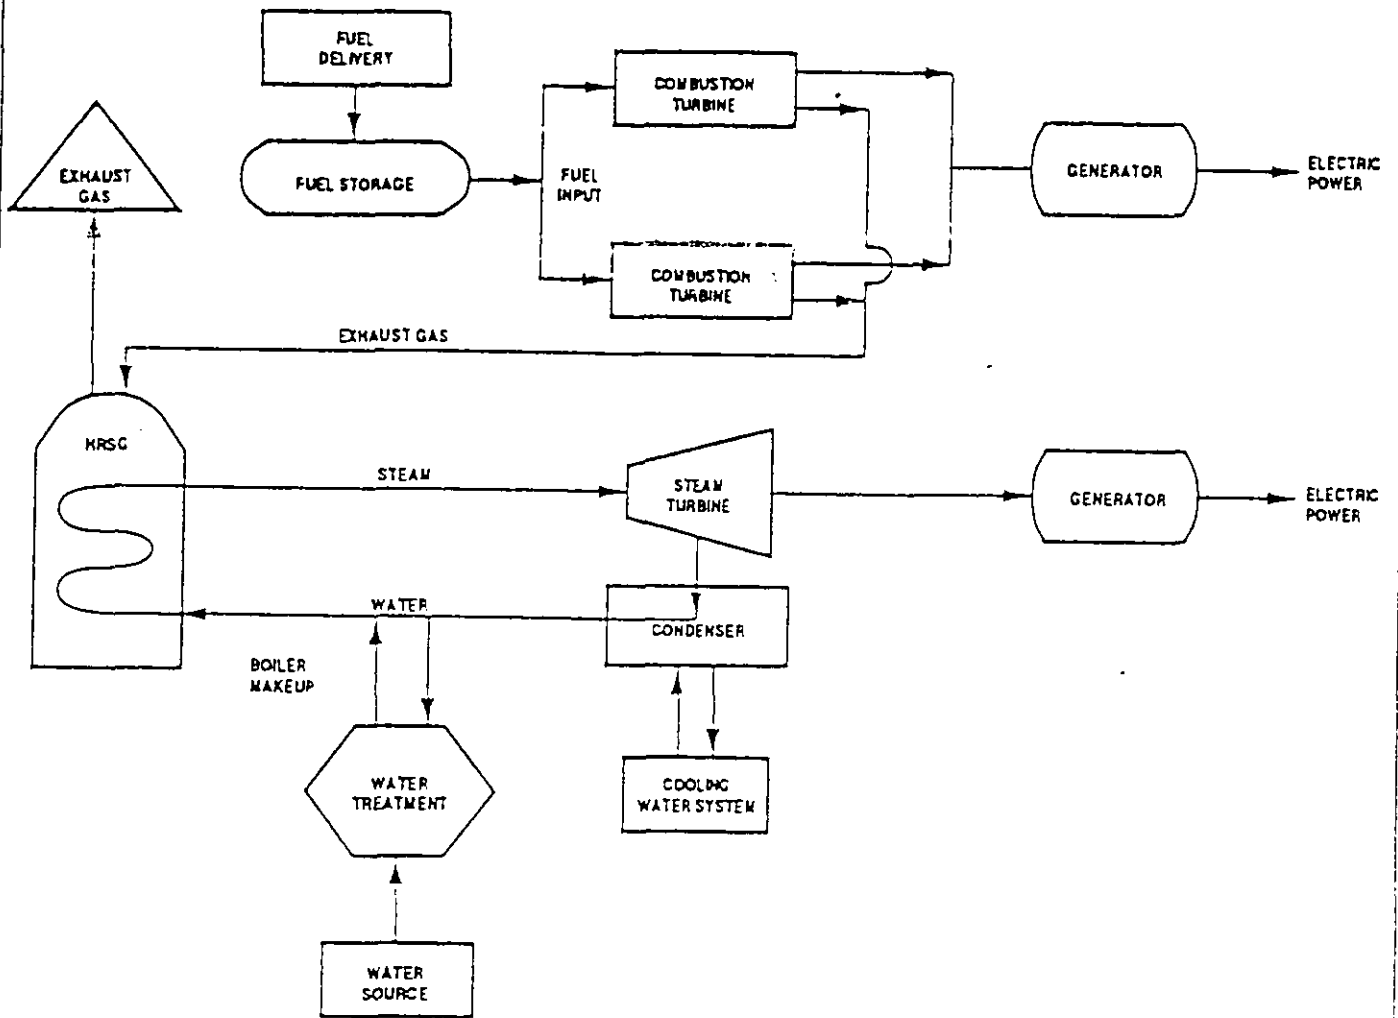 FUEL
DELIVERY
COMBUSTION
TURBINE
EXHAUST
GAS
FUEL STORAGE
FUEL
INPUT
GENERATOR
ELECTRIC
POWER
COMBUSTION
TURBINE
EXHAUST GAS
HRSG
STEAM
STEAM
TURBINE
GENERATOR
ELECTRIC
POWER
WATER
CONDENSER
BOILER
MAKEUP
WATER
TREATMENT
COOLING
WATER SYSTEM
WATER
SOURCE